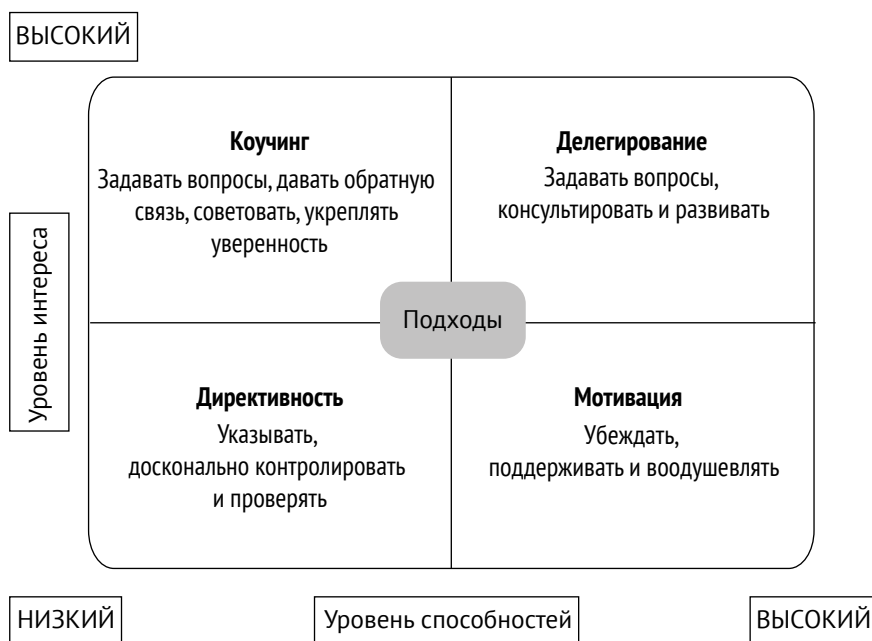 ВЫСОКИЙ
Коучинг
Задавать вопросы, давать обратную
связь, советовать, укреплять
уверенность
Делегирование
Задавать вопросы,
консультировать и развивать
Уровень интереса
Подходы
Директивность
Указывать,
досконально контролировать
и проверять
Мотивация
Убеждать,
поддерживать и воодушевлять
НИЗКИЙ
Уровень способностей
ВЫСОКИЙ